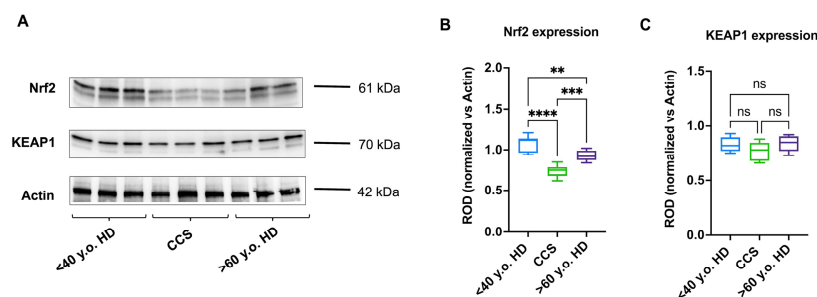 A
Nrf2
61 kDa
KEAP1
70 kDa
Actin
42 kDa
<40 y.o. HD
CCS
>60 y.o. HD
B
Nrf2 expression
ROD (normalized vs Actin)
2.0
1.5
1.0
0.5
0.0
**
***
****
<40 y.o. HD
CCS
>60 y.o. HD
C
KEAP1 expression
ROD (normalized vs Actin)
1.5
1.0
0.5
0.0
ns
ns
ns
<40 y.o. HD
CCS
>60 y.o. HD